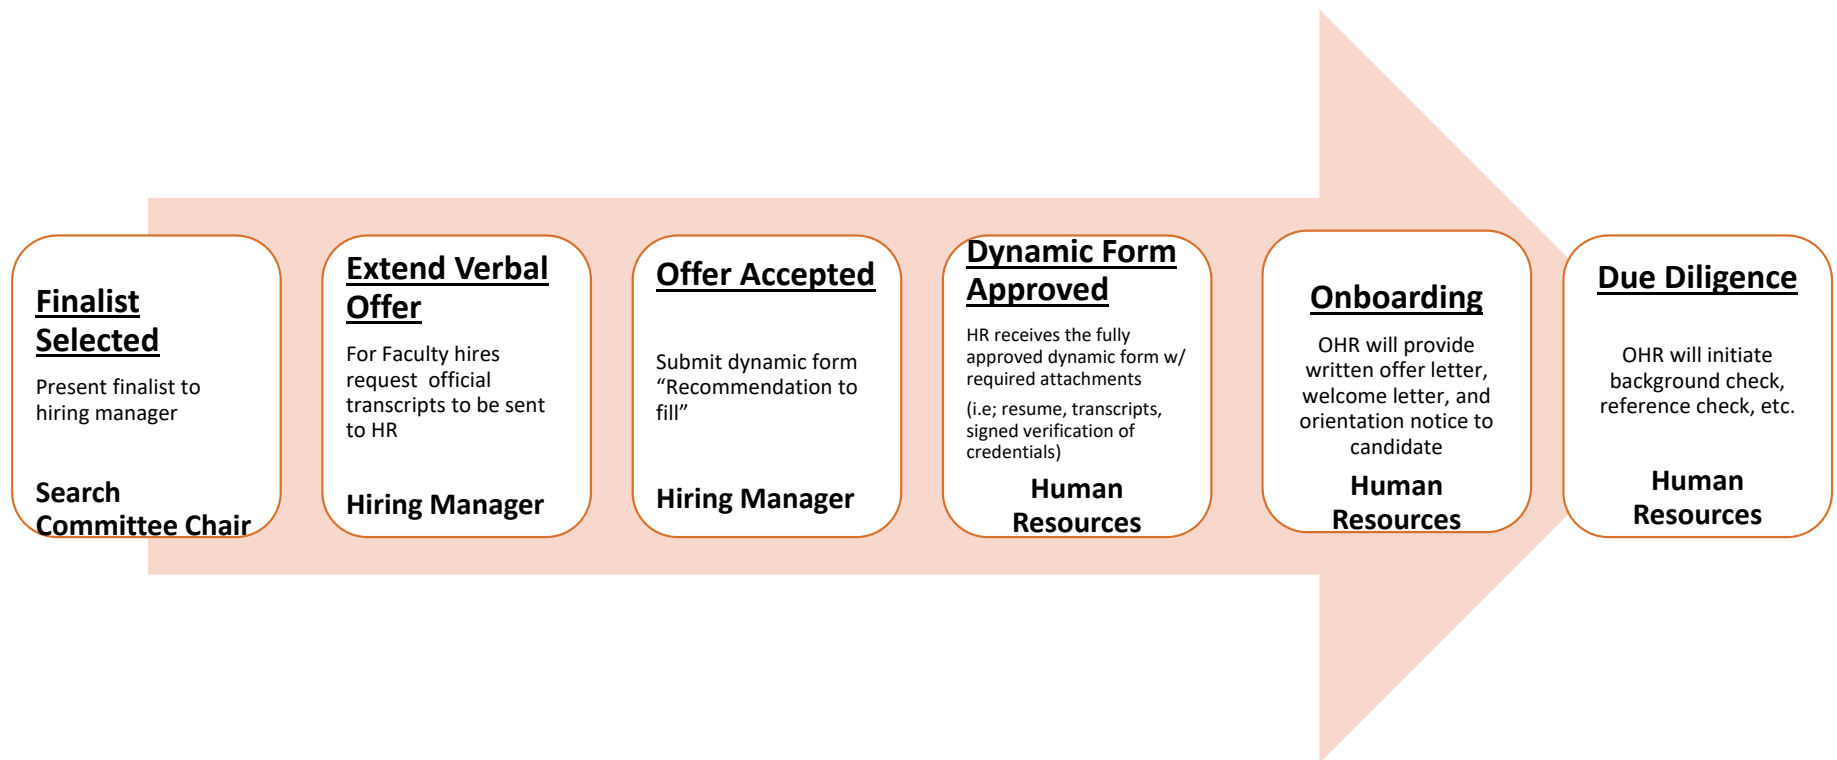 Finalist
Selected
Present finalist to
hiring manager
Search
Committee Chair
Extend Verbal
Offer
For Faculty hires
request official
transcripts to be sent
to HR
Hiring Manager
Offer Accepted
Submit dynamic form
“Recommendation to
fill”
Hiring Manager
Dynamic Form
Approved
HR receives the fully
approved dynamic form w/
required attachments
(i.e; resume, transcripts,
signed verification of
credentials)
Human
Resources
Onboarding
OHR will provide
written offer letter,
welcome letter, and
orientation notice to
candidate
Human
Resources
Due Diligence
OHR will initiate
background check,
reference check, etc.
Human
Resources